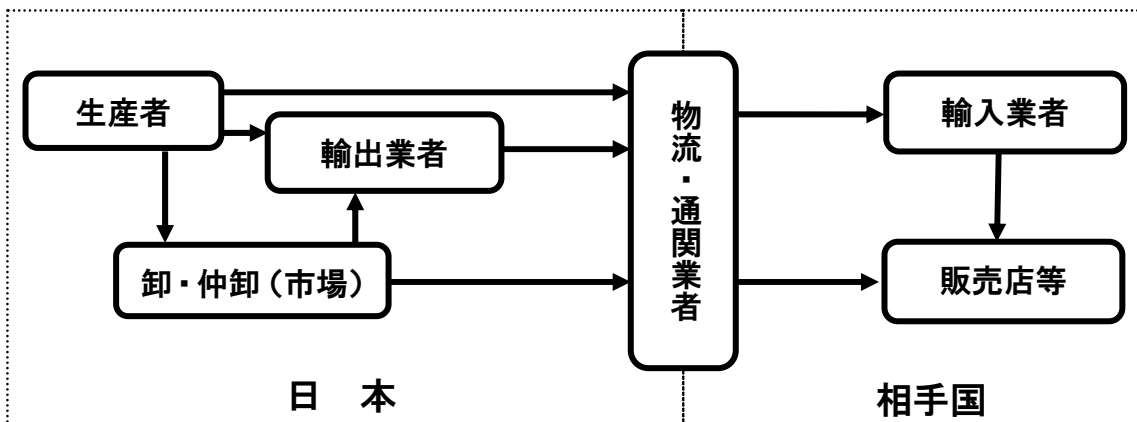 生産者
輸出業者
卸・仲卸（市場）
物流・通関業者
輸入業者
販売店等
日　本
相手国